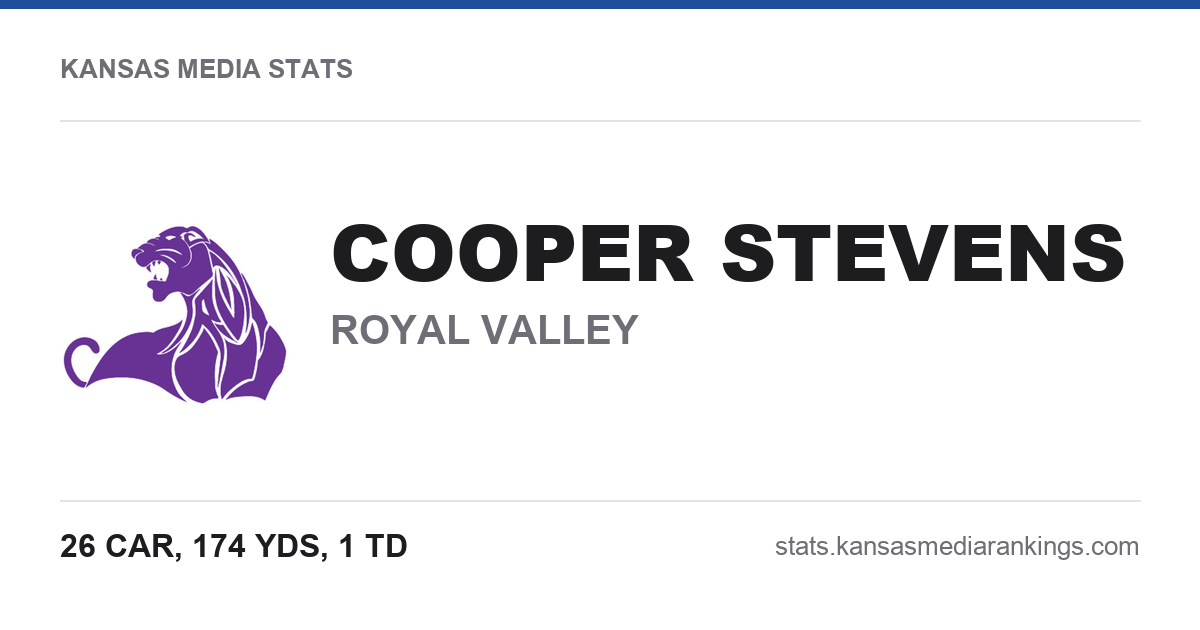 KANSAS MEDIA STATS
COOPER STEVENS
ROYAL VALLEY
26 CAR, 174 YDS, 1 TD
stats.kansasmediarankings.com